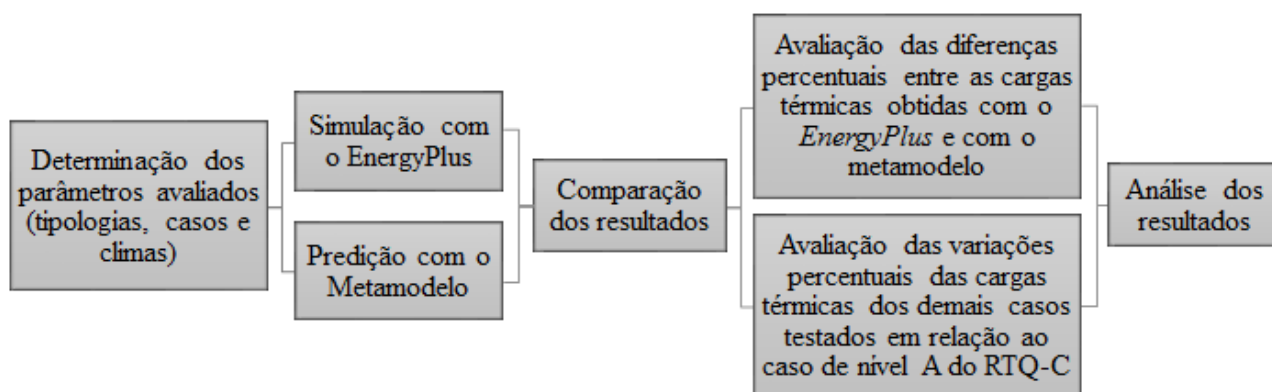 Determinação dos
parâmetros avaliados
(tipologias, casos e
climas)
Simulação com
o EnergyPlus
Predição com o
Metamodelo
Comparação
dos resultados
Avaliação das diferenças
percentuais entre as cargas
térmicas obtidas com o
EnergyPlus e com o
metamodelo
Avaliação das variações
percentuais das cargas
térmicas dos demais casos
testados em relação ao
caso de nível A do RTQ-C
Análise dos
resultados